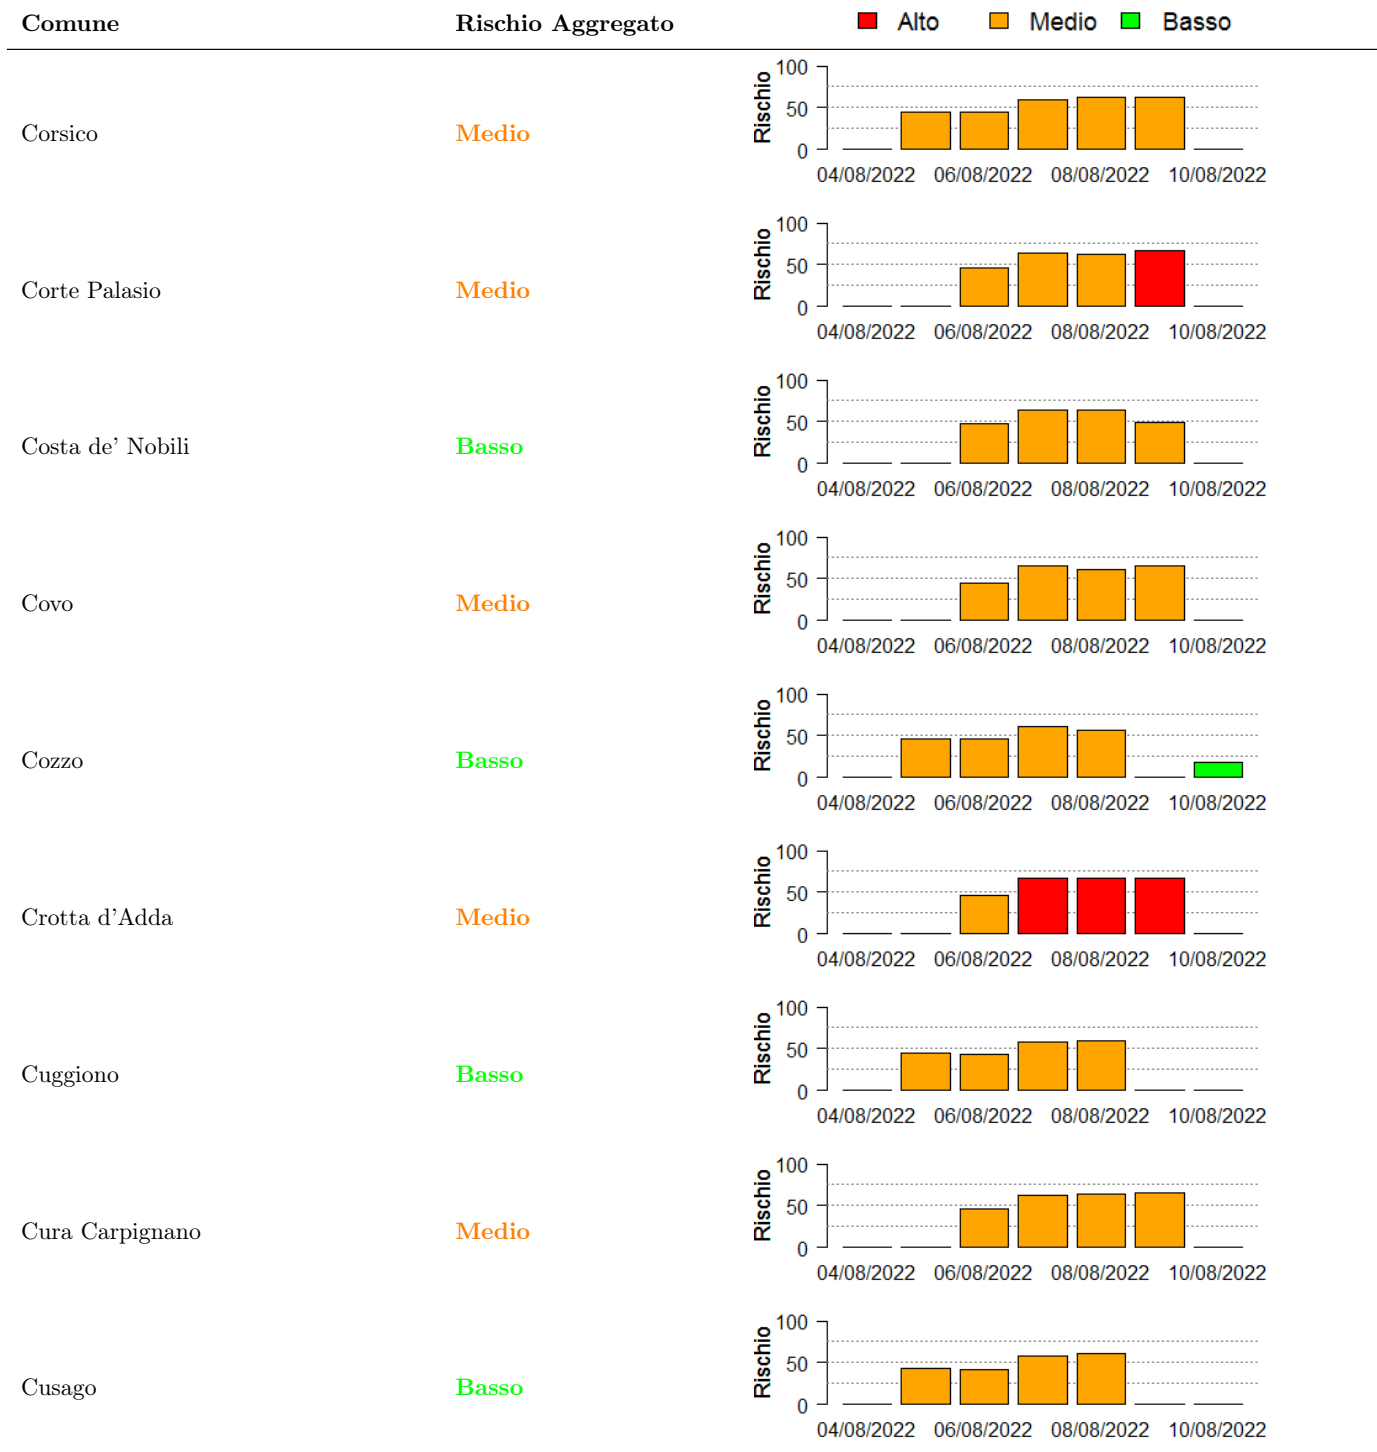 Comune Rischio Aggregato Alto Medio Basso
Corsico Medio
Rischio
100
50
0
04/08/2022 06/08/2022 08/08/2022 10/08/2022
Corte Palasio Medio
Rischio
100
50
0
04/08/2022 06/08/2022 08/08/2022 10/08/2022
Costa de' Nobili Basso
Rischio
100
50
0
04/08/2022 06/08/2022 08/08/2022 10/08/2022
Covo Medio
Rischio
100
50
0
04/08/2022 06/08/2022 08/08/2022 10/08/2022
Cozzo Basso
Rischio
100
50
0
04/08/2022 06/08/2022 08/08/2022 10/08/2022
Crotta d'Adda Medio
Rischio
100
50
0
04/08/2022 06/08/2022 08/08/2022 10/08/2022
Cuggiono Basso
Rischio
100
50
0
04/08/2022 06/08/2022 08/08/2022 10/08/2022
Cura Carpignano Medio
Rischio
100
50
0
04/08/2022 06/08/2022 08/08/2022 10/08/2022
Cusago Basso
Rischio
100
50
0
04/08/2022 06/08/2022 08/08/2022 10/08/2022